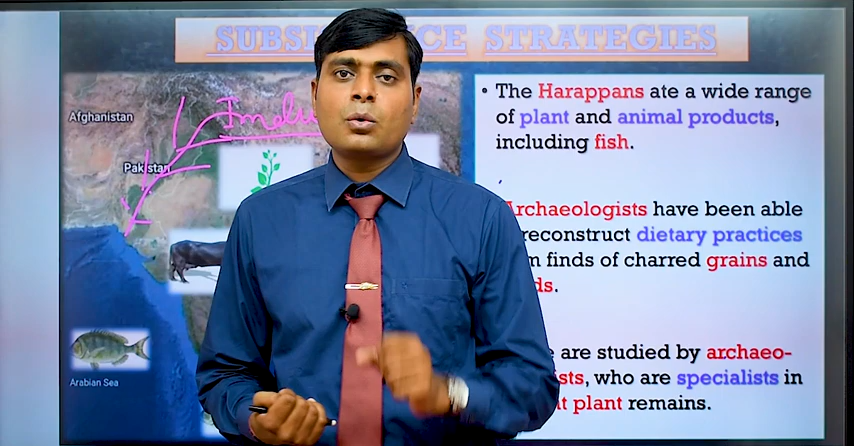 SUBSI CE STRATEGIES
Afghanistan
Indu
Pakistan
Arabian Sea
• The Harappans ate a wide range
of plant and animal products,
including fish.
Archaeologists have been able
reconstruct dietary practices
finds of charred grains and
are studied by archaeo-
ists, who are specialists in
plant remains.